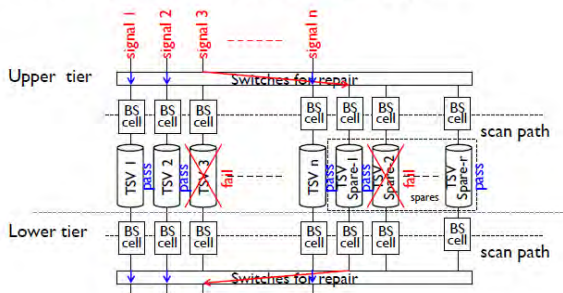 signal 1
signal 2
signal 3
signal n
Upper tier
Switches for repair
BS cell
BS cell
BS cell
BS cell
BS cell
BS cell
BS cell
scan path
TSV 1
pass
TSV 2
pass
TSV 3
fail
TSV n
pass
TSV Spare-1
pass
TSV Spare-2
fail
spares
TSV Spare-r
pass
Lower tier
BS cell
BS cell
BS cell
BS cell
BS cell
BS cell
BS cell
scan path
Switches for repair